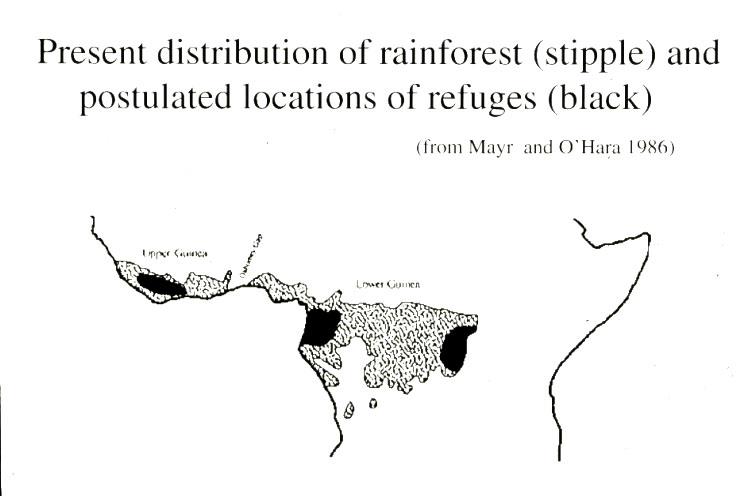 Present distribution of rainforest (stipple) and
postulated locations of refuges (black)
(from Mayr and O'Hara 1986)
Upper Guinea
Dahomey Gap
Lower Guinea